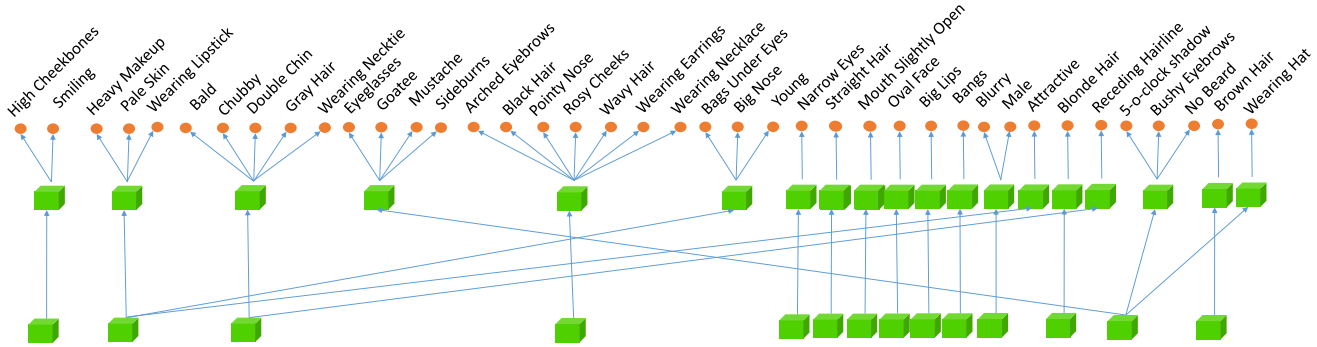 High Cheekbones
Smiling
Heavy Makeup
Pale Skin
Wearing Lipstick
Bald
Chubby
Double Chin
Gray Hair
Wearing Necktie
Eyeglasses
Goatee
Mustache
Sideburns
Arched Eyebrows
Black Hair
Pointy Nose
Rosy Cheeks
Wavy Hair
Wearing Earrings
Wearing Necklace
Bags Under Eyes
Big Nose
Young
Narrow Eyes
Straight Hair
Mouth Slightly Open
Oval Face
Big Lips
Bangs
Blurry
Male
Attractive
Blonde Hair
Receding Hairline
5-o-clock shadow
Bushy Eyebrows
No Beard
Brown Hair
Wearing Hat